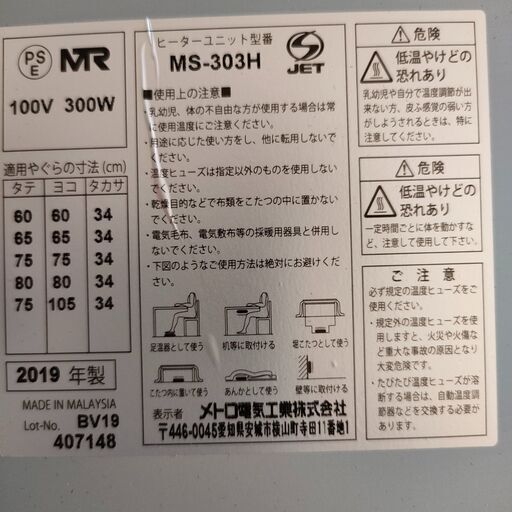 PS
E
MTR
100V 300W
適用やぐらの寸法(cm)
タテ ヨコ タカサ
60 60 34
65 65 34
75 75 34
80 80 34
75 105 34
2019 年製
MADE IN MALAYSIA
Lot-No. BV19
407148
ヒーターユニット型番
MS-303H
JET
■使用上の注意■
・乳幼児、体の不自由な方が使用する場合は常
に使用温度にご注意ください。
・用途に応じた使い方をし、他に転用しないで
ください。
・温度ヒューズは指定以外のものを使用しない
でください。
・乾燥目的などで布類をこたつの中に置かない
でください。
・電気毛布、電気敷布等の採暖用器具と併用し
ないでください。
・下図のようなご使用方法は絶対にお避けくだ
さい。
足温器として使う
机等に取付ける
堀こたつとして使う
こたつ内に置いて使う
あんかとして使う
壁等に取付ける
表示者 メトロ電気工業株式会社
〒446-0045愛知県安城市横山町寺田11番地1
危険
低温やけどの
恐れあり
乳幼児や自分で温度調節が出
来ない方、皮ふ感覚の弱い方
がしようされるときは、特に
注意してください。
危険
低温やけどの
恐れあり
一定時間ごとに体を動かすな
ど、注意して使用して下さい。
ご注意
必ず規定の温度ヒューズをご使
用ください。
・規定外の温度ヒューズを使
用しますと、火災や火傷な
ど重大な事故の原因となり
大変危険です。
・たびたび温度ヒューズが溶
断する場合は、自動温度調
節器などを交換する必要が
あります。